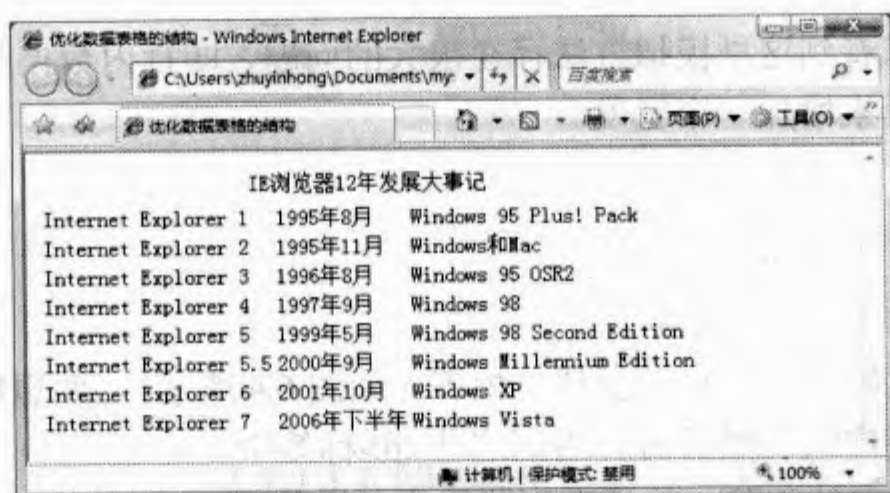 优化数据表格的结构 - Windows Internet Explorer
C:\Users\zhuyinhong\Documents\my 百度搜索
优化数据表格的结构 页面(P) 工具(O)
IE浏览器12年发展大事记
Internet Explorer 1 1995年8月 Windows 95 Plus! Pack
Internet Explorer 2 1995年11月 Windows和Mac
Internet Explorer 3 1996年8月 Windows 95 OSR2
Internet Explorer 4 1997年9月 Windows 98
Internet Explorer 5 1999年5月 Windows 98 Second Edition
Internet Explorer 5.5 2000年9月 Windows Millennium Edition
Internet Explorer 6 2001年10月 Windows XP
Internet Explorer 7 2006年下半年 Windows Vista
计算机 | 保护模式: 禁用 100%